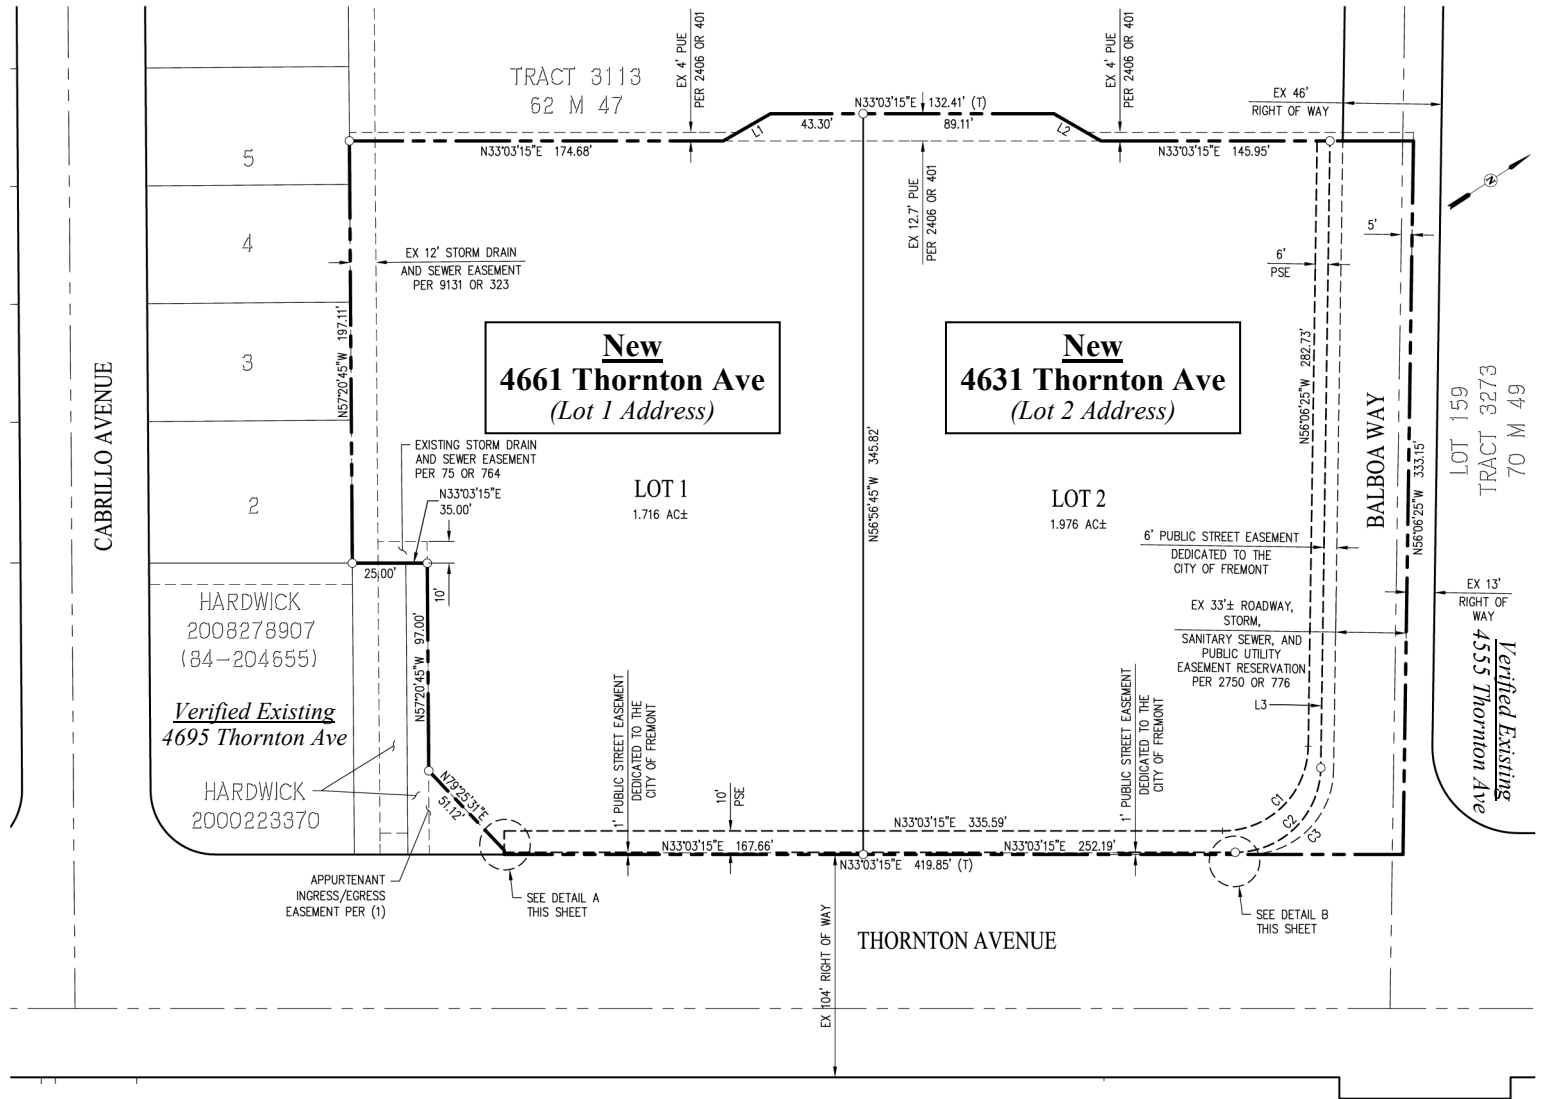 TRACT 3113
62 M 47
EX 4' PUE
PER 2406 OR 401
EX 4' PUE
PER 2406 OR 401
N33°03'15"E 132.41' (T)
43.30'
89.11'
L1
L2
EX 46'
RIGHT OF WAY
N33°03'15"E 174.68'
N33°03'15"E 145.95'
EX 12.7' PUE
PER 2406 OR 401
N
5
4
3
2
5'
6'
PSE
EX 12' STORM DRAIN
AND SEWER EASEMENT
PER 9131 OR 323
N57°20'45"W 197.11'
New
4661 Thornton Ave
(Lot 1 Address)
New
4631 Thornton Ave
(Lot 2 Address)
N56°06'25"W 282.73'
CABRILLO AVENUE
BALBOA WAY
LOT 159
TRACT 3273
70 M 49
EXISTING STORM DRAIN
AND SEWER EASEMENT
PER 75 OR 764
N33°03'15"E
35.00'
LOT 1
1.716 AC±
N56°56'45"W 345.82'
LOT 2
1.976 AC±
N56°06'25"W 333.15'
6' PUBLIC STREET EASEMENT
DEDICATED TO THE
CITY OF FREMONT
25.00'
10'
EX 13'
RIGHT OF
WAY
HARDWICK
2008278907
(84-204655)
EX 33'± ROADWAY,
STORM,
SANITARY SEWER, AND
PUBLIC UTILITY
EASEMENT RESERVATION
PER 2750 OR 776
N57°20'45"W 97.00'
Verified Existing
4695 Thornton Ave
Verified Existing
4555 Thornton Ave
L3
1' PUBLIC STREET EASEMENT
DEDICATED TO THE
CITY OF FREMONT
1' PUBLIC STREET EASEMENT
DEDICATED TO THE
CITY OF FREMONT
HARDWICK
2000223370
N79°25'31"E
51.12'
10'
PSE
C1
C2
C3
N33°03'15"E 335.59'
N33°03'15"E 167.66'
N33°03'15"E 252.19'
N33°03'15"E 419.85' (T)
APPURTENANT
INGRESS/EGRESS
EASEMENT PER (1)
SEE DETAIL A
THIS SHEET
SEE DETAIL B
THIS SHEET
EX 104' RIGHT OF WAY
THORNTON AVENUE